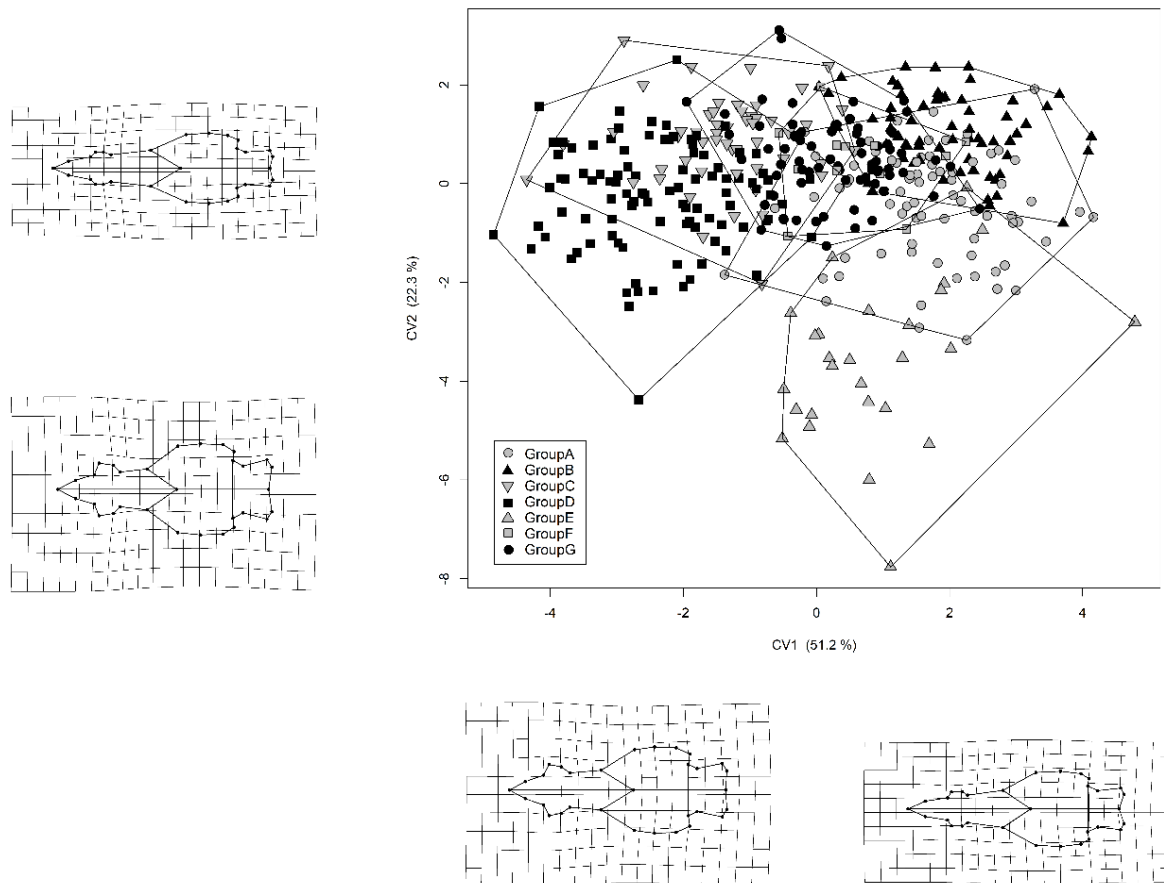 2
0
-2
-4
-6
-8
CV2 (22.3 %)
GroupA
GroupB
GroupC
GroupD
GroupE
GroupF
GroupG
-4 -2 0 2 4
CV1 (51.2 %)